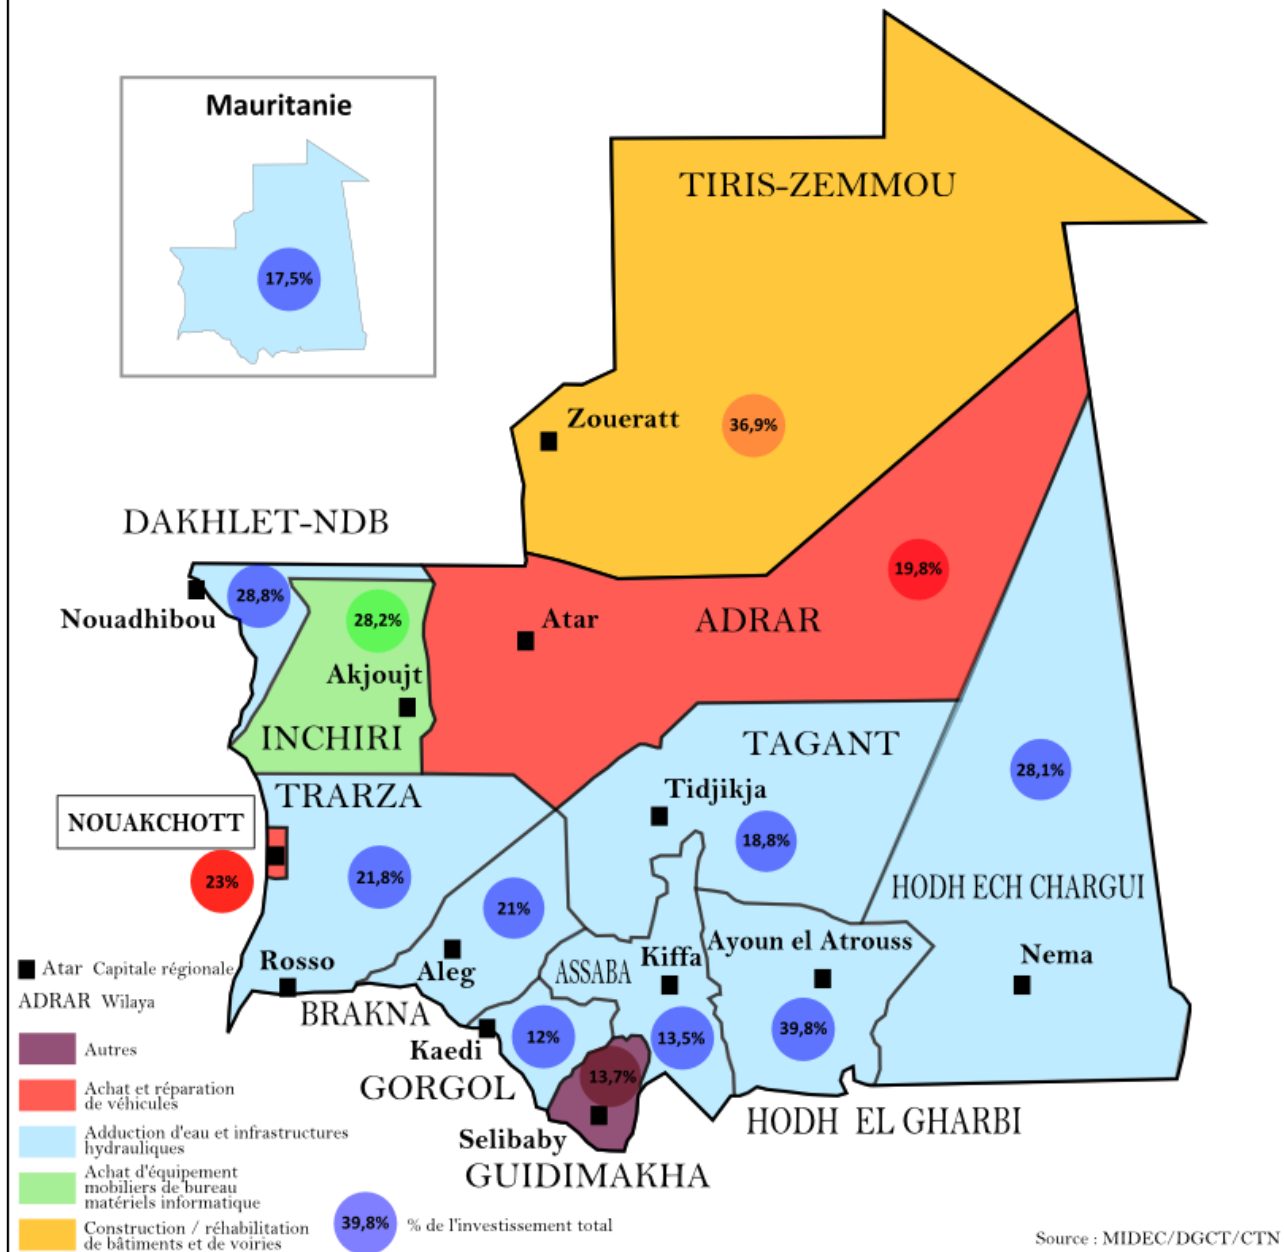 Mauritanie
17,5%
TIRIS-ZEMMOU
Zoueratt
36,9%
DAKHLET-NDB
Nouadhibou
28,8%
28,2%
Akjoujt
INCHIRI
19,8%
Atar
ADRAR
TAGANT
Tidjikja
18,8%
28,1%
HODH ECH CHARGUI
Nema
TRARZA
NOUAKCHOTT
23%
21,8%
Rosso
21%
Aleg
BRAKNA
ASSABA
Kiffa
13,5%
Ayoun el Atrouss
39,8%
HODH EL GHARBI
12%
Kaedi
GORGOL
13,7%
Selibaby
GUIDIMAKHA
Atar Capitale régionale
ADRAR Wilaya
Autres
Achat et réparation
de véhicules
Adduction d'eau et infrastructures
hydrauliques
Achat d'équipement
mobiliers de bureau
matériels informatique
Construction / réhabilitation
de bâtiments et de voiries
39,8% % de l'investissement total
Source : MIDEC/DGCT/CTN